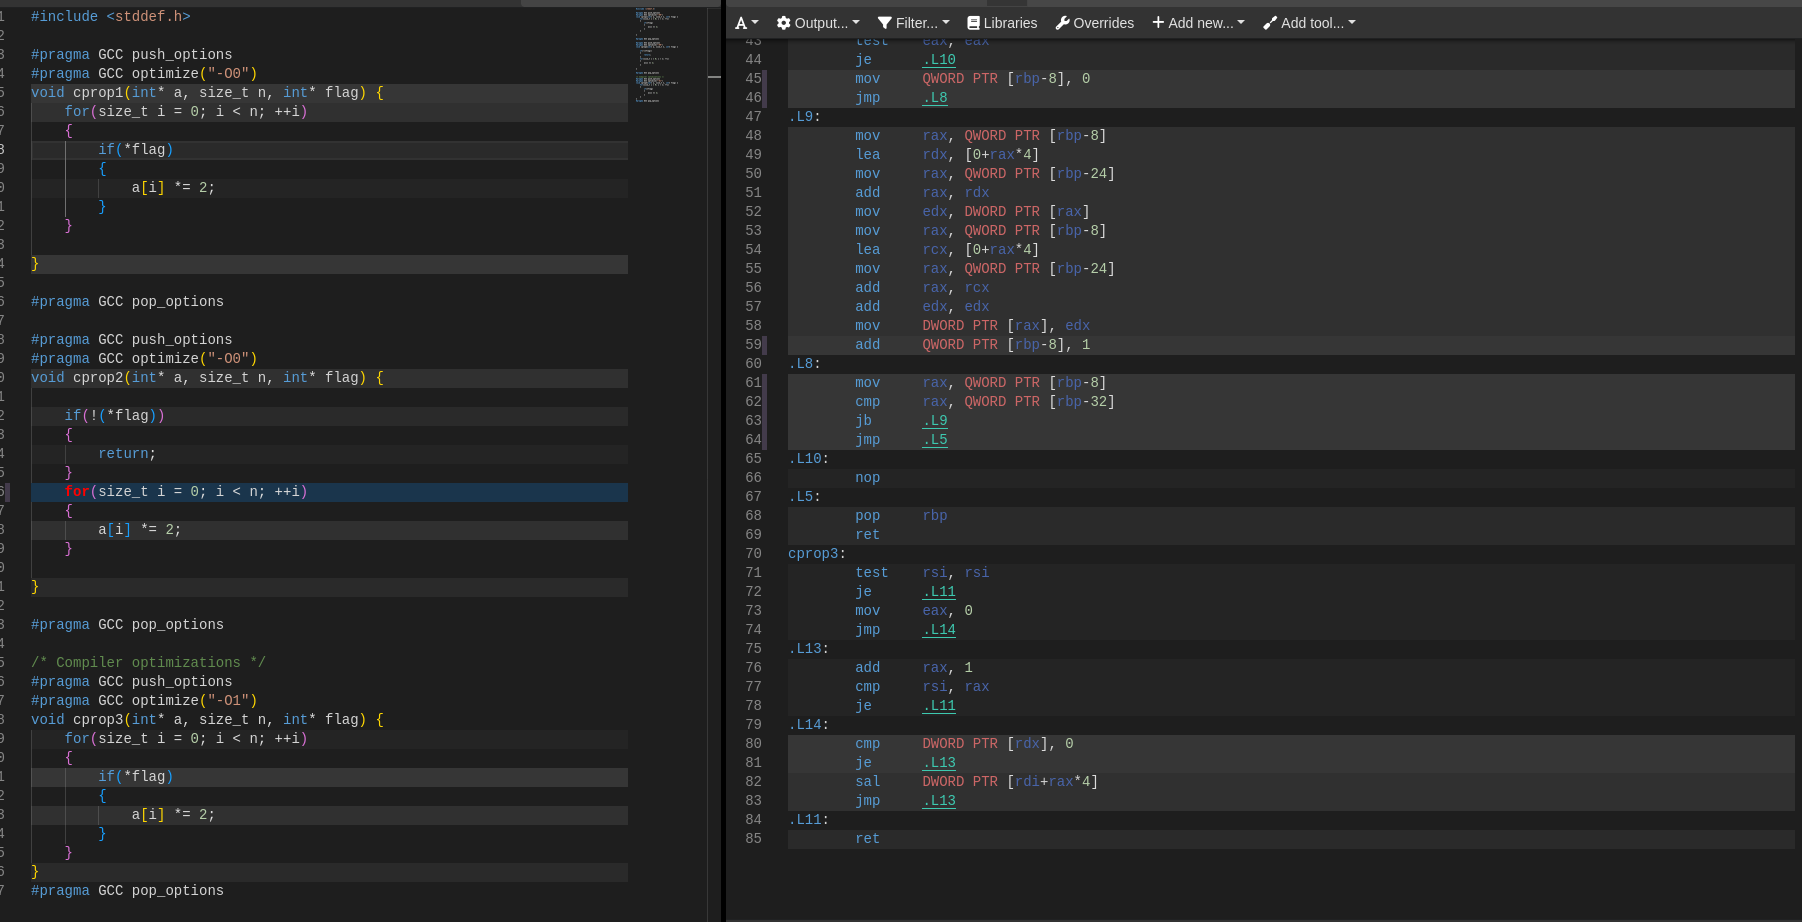 #include <stddef.h>
#pragma GCC push_options
#pragma GCC optimize("-O0")
void cprop1(int* a, size_t n, int* flag) {
for(size_t i = 0; i < n; ++i)
{
if(*flag)
{
a[i] *= 2;
}
}
}
#pragma GCC pop_options
#pragma GCC push_options
#pragma GCC optimize("-O0")
void cprop2(int* a, size_t n, int* flag) {
if(!(*flag))
{
return;
}
for(size_t i = 0; i < n; ++i)
{
a[i] *= 2;
}
}
#pragma GCC pop_options
/* Compiler optimizations */
#pragma GCC push_options
#pragma GCC optimize("-O1")
void cprop3(int* a, size_t n, int* flag) {
for(size_t i = 0; i < n; ++i)
{
if(*flag)
{
a[i] *= 2;
}
}
}
#pragma GCC pop_options
A Output... Filter... Libraries Overrides + Add new... Add tool...
43 test eax, eax
44 je .L10
45 mov QWORD PTR [rbp-8], 0
46 jmp .L8
47 .L9:
48 mov rax, QWORD PTR [rbp-8]
49 lea rdx, [0+rax*4]
50 mov rax, QWORD PTR [rbp-24]
51 add rax, rdx
52 mov edx, DWORD PTR [rax]
53 mov rax, QWORD PTR [rbp-8]
54 lea rcx, [0+rax*4]
55 mov rax, QWORD PTR [rbp-24]
56 add rax, rcx
57 add edx, edx
58 mov DWORD PTR [rax], edx
59 add QWORD PTR [rbp-8], 1
60 .L8:
61 mov rax, QWORD PTR [rbp-8]
62 cmp rax, QWORD PTR [rbp-32]
63 jb .L9
64 jmp .L5
65 .L10:
66 nop
67 .L5:
68 pop rbp
69 ret
70 cprop3:
71 test rsi, rsi
72 je .L11
73 mov eax, 0
74 jmp .L14
75 .L13:
76 add rax, 1
77 cmp rsi, rax
78 je .L11
79 .L14:
80 cmp DWORD PTR [rdx], 0
81 je .L13
82 sal DWORD PTR [rdi+rax*4]
83 jmp .L13
84 .L11:
85 ret